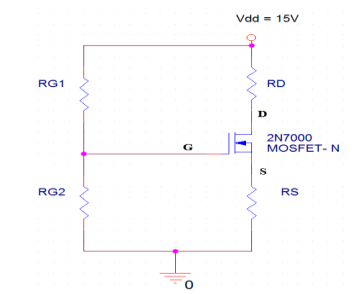 Vdd = 15V
RG1
RD
D
2N7000
MOSFET- N
G
S
RG2
RS
0